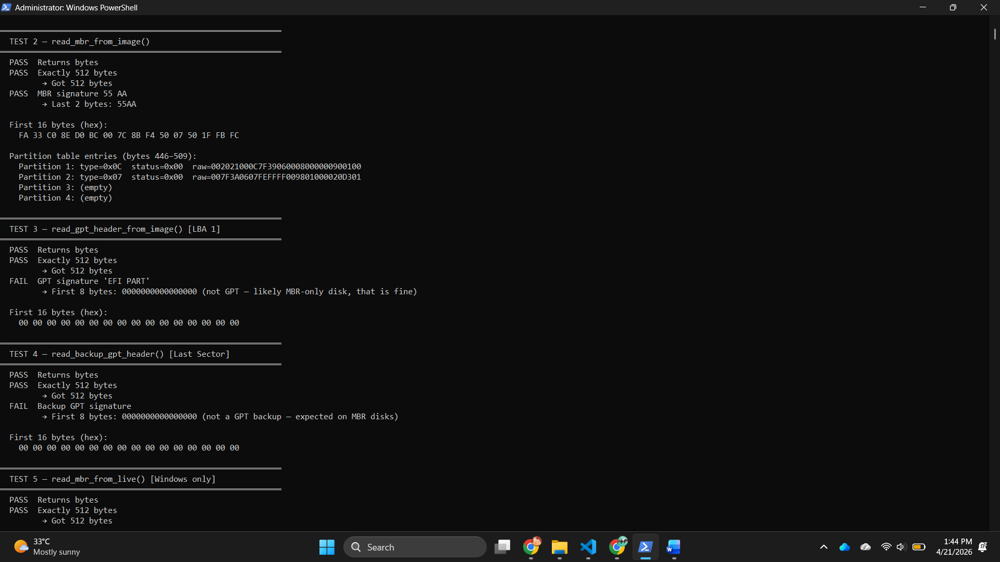 Administrator: Windows PowerShell
TEST 2 — read_mbr_from_image()
PASS  Returns bytes
PASS  Exactly 512 bytes
→ Got 512 bytes
PASS  MBR signature 55 AA
→ Last 2 bytes: 55AA
First 16 bytes (hex):
FA 33 C0 8E D0 BC 00 7C 8B F4 50 07 50 1F FB FC
Partition table entries (bytes 446–509):
Partition 1: type=0x0C  status=0x00  raw=002021000C7F39060008000000900100
Partition 2: type=0x07  status=0x00  raw=007F3A0607FEFFFF009801000020D301
Partition 3: (empty)
Partition 4: (empty)
TEST 3 — read_gpt_header_from_image() [LBA 1]
PASS  Returns bytes
PASS  Exactly 512 bytes
→ Got 512 bytes
FAIL  GPT signature 'EFI PART'
→ First 8 bytes: 0000000000000000 (not GPT — likely MBR-only disk, that is fine)
First 16 bytes (hex):
00 00 00 00 00 00 00 00 00 00 00 00 00 00 00 00
TEST 4 — read_backup_gpt_header() [Last Sector]
PASS  Returns bytes
PASS  Exactly 512 bytes
→ Got 512 bytes
FAIL  Backup GPT signature
→ First 8 bytes: 0000000000000000 (not a GPT backup — expected on MBR disks)
First 16 bytes (hex):
00 00 00 00 00 00 00 00 00 00 00 00 00 00 00 00
TEST 5 — read_mbr_from_live() [Windows only]
PASS  Returns bytes
PASS  Exactly 512 bytes
→ Got 512 bytes
33°C
Mostly sunny
Search
1:44 PM
4/21/2026